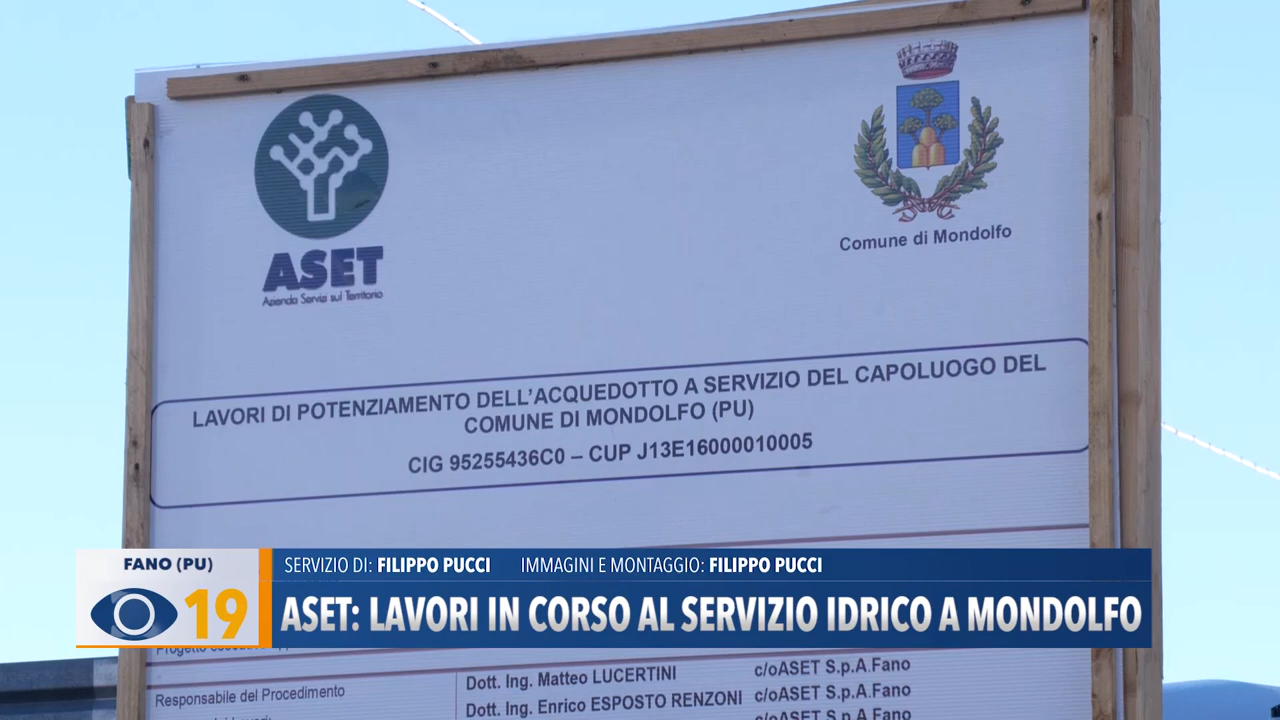 ASET
Azienda Servizi sul Territorio
Comune di Mondolfo
LAVORI DI POTENZIAMENTO DELL'ACQUEDOTTO A SERVIZIO DEL CAPOLUOGO DEL
COMUNE DI MONDOLFO (PU)
CIG 95255436C0 – CUP J13E16000010005
FANO (PU)
19
SERVIZIO DI: FILIPPO PUCCI IMMAGINI E MONTAGGIO: FILIPPO PUCCI
ASET: LAVORI IN CORSO AL SERVIZIO IDRICO A MONDOLFO
Responsabile del Procedimento
Dott. Ing. Matteo LUCERTINI c/oASET S.p.A.Fano
Dott. Ing. Enrico ESPOSTO RENZONI c/oASET S.p.A.Fano
c/oASET S.p.A.Fano